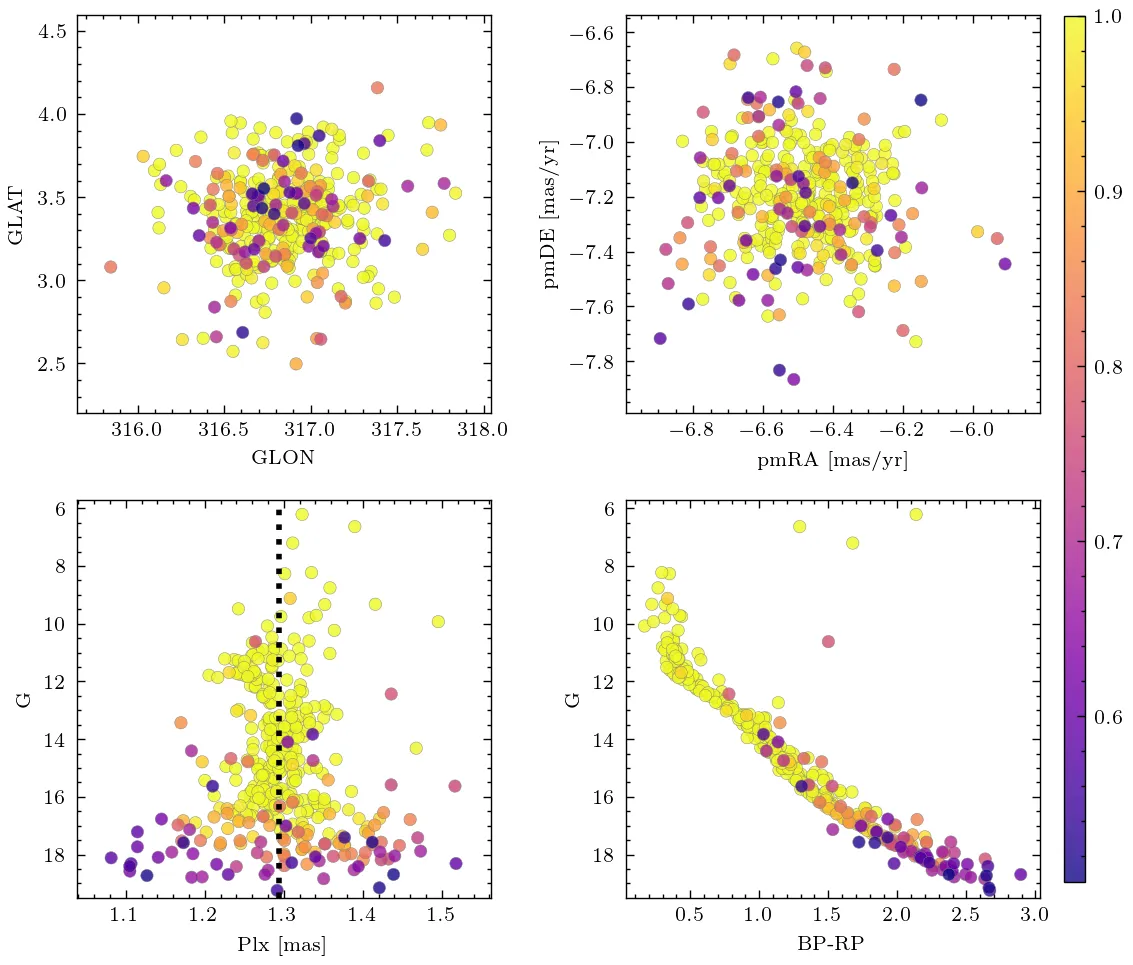 4.5
4.0
3.5
3.0
2.5
GLAT
316.0 316.5 317.0 317.5 318.0
GLON
−6.6
−6.8
−7.0
−7.2
−7.4
−7.6
−7.8
pmDE [mas/yr]
−6.8 −6.6 −6.4 −6.2 −6.0
pmRA [mas/yr]
1.0
0.9
0.8
0.7
0.6
6
8
10
12
14
16
18
G
1.1 1.2 1.3 1.4 1.5
Plx [mas]
6
8
10
12
14
16
18
G
0.5 1.0 1.5 2.0 2.5 3.0
BP-RP